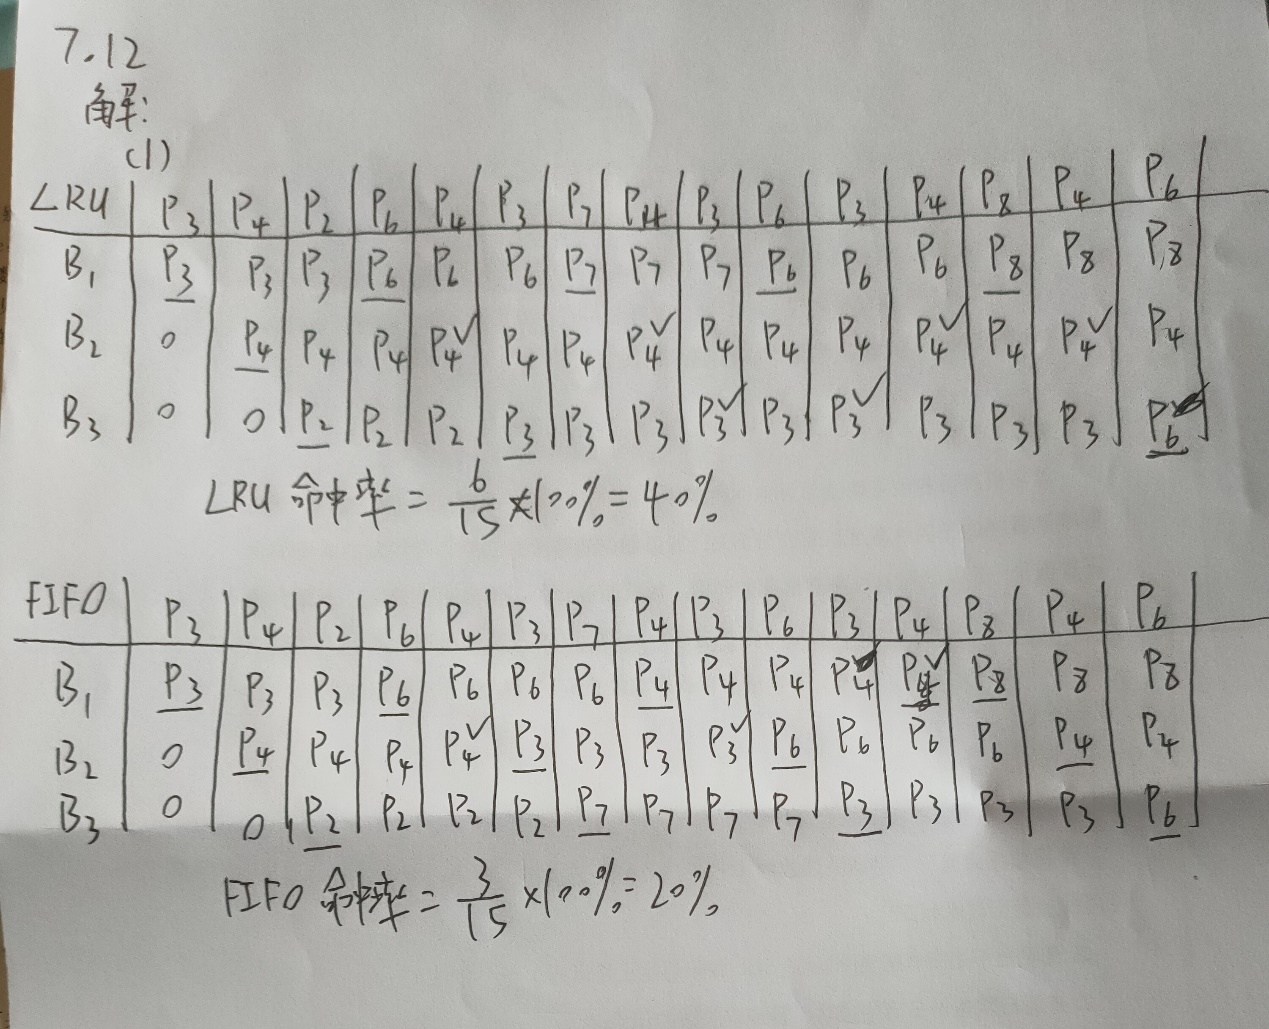 7.12
解:
(1)
LRU P3 P4 P2 P6 P4 P3 P7 P4 P3 P6 P3 P4 P8 P4 P6
B1 P3 P3 P3 P6 P6 P6 P7 P7 P7 P6 P6 P6 P8 P8 P8
B2 0 P4 P4 P4 P4✓ P4 P4 P4✓ P4 P4 P4 P4✓ P4 P4✓ P4
B3 0 0 P2 P2 P2 P3 P3 P3 P3✓ P3 P3✓ P3 P3 P3 P6
LRU 命中率 = 6/15 ×100% = 40%
FIFO P3 P4 P2 P6 P4 P3 P7 P4 P3 P6 P3 P4 P8 P4 P6
B1 P3 P3 P3 P6 P6 P6 P6 P4 P4 P4 P4 P4✓ P8 P8 P8
B2 0 P4 P4 P4 P4✓ P3 P3 P3 P3✓ P6 P6 P6 P6 P4 P4
B3 0 0 P2 P2 P2 P2 P7 P7 P7 P7 P3 P3 P3 P3 P6
FIFO 命中率 = 3/15 ×100% = 20%